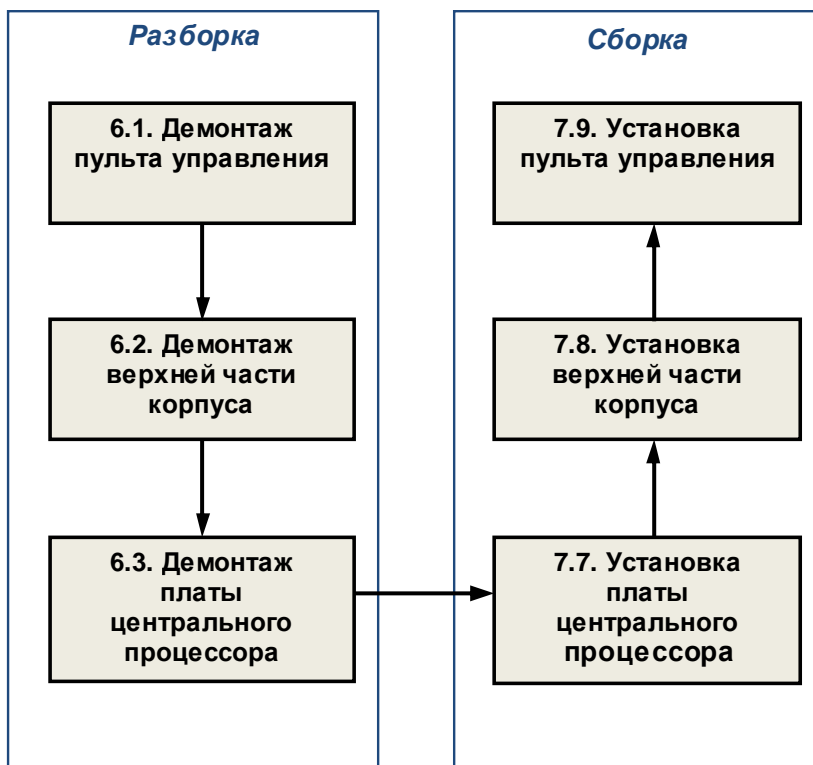 Разборка
6.1. Демонтаж
пульта управления
6.2. Демонтаж
верхней части
корпуса
6.3. Демонтаж
платы
центрального
процессора
Сборка
7.9. Установка
пульта управления
7.8. Установка
верхней части
корпуса
7.7. Установка
платы
центрального
процессора